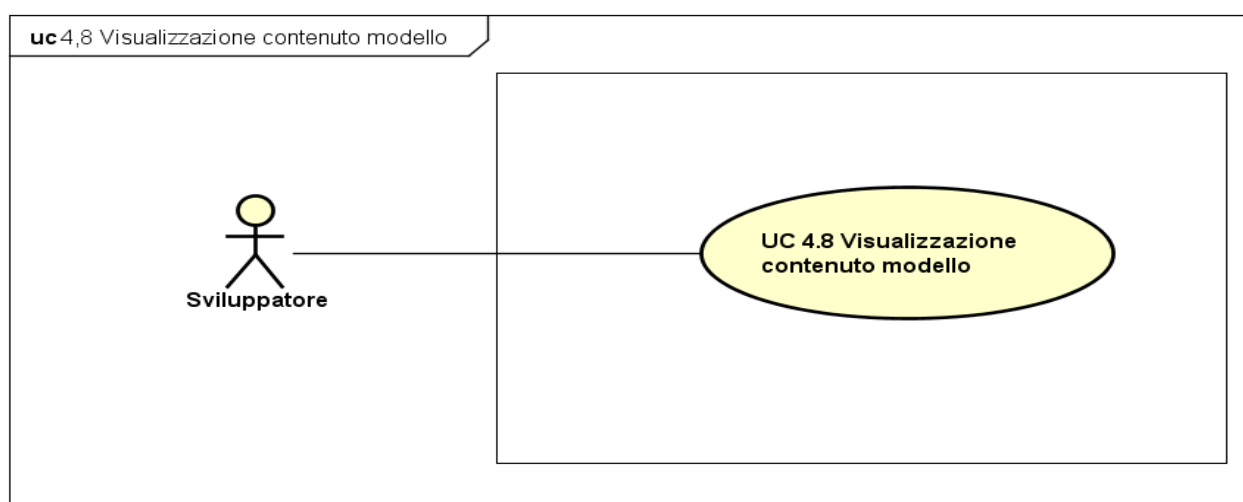 uc 4,8 Visualizzazione contenuto modello
UC 4.8 Visualizzazione
contenuto modello
Sviluppatore